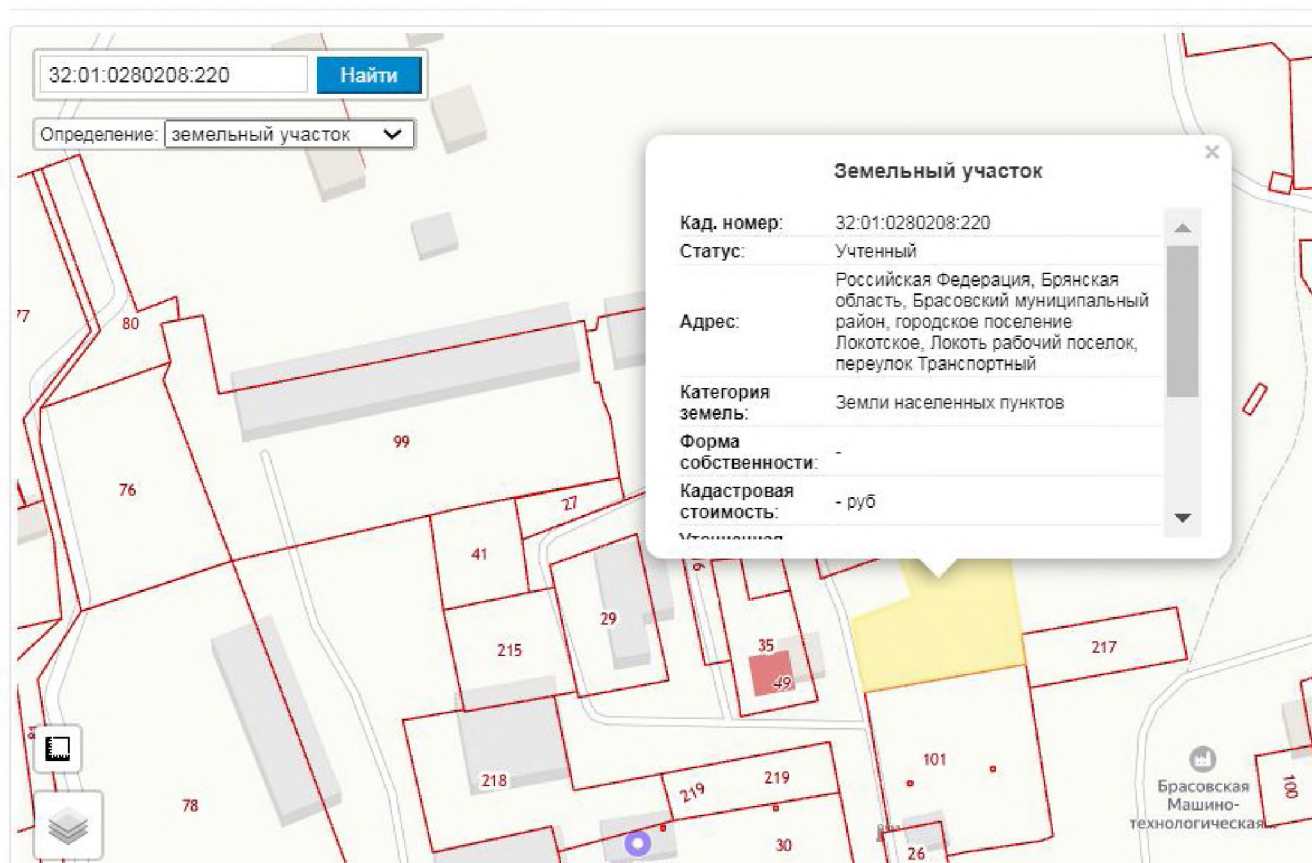 32:01:0280208:220
Найти
Определение: земельный участок
Земельный участок
Кад. номер: 32:01:0280208:220
Статус: Учтенный
Адрес: Российская Федерация, Брянская
область, Брасовский муниципальный
район, городское поселение
Локотское, Локоть рабочий поселок,
переулок Транспортный
Категория
земель: Земли населенных пунктов
Форма
собственности: -
Кадастровая
стоимость: - руб
77
80
99
76
27
41
29
215
35
49
217
218
219
219
101
78
30
26
100
Брасовская
Машино-
технологическая